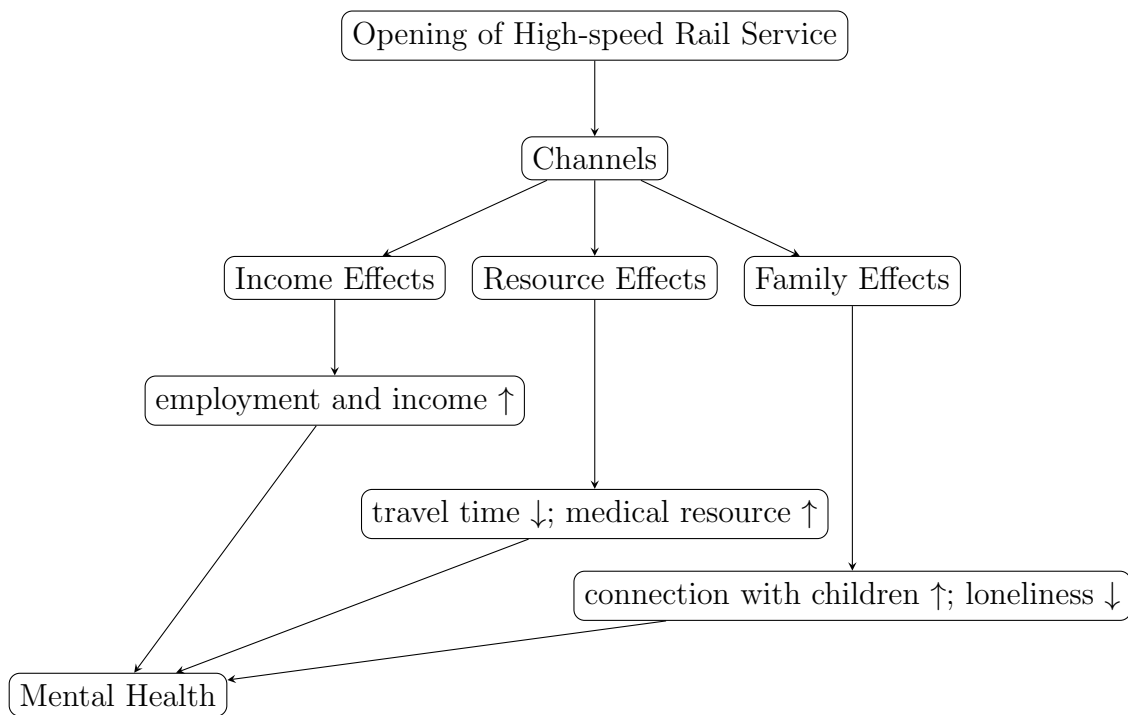 Opening of High-speed Rail Service
Channels
Income Effects
Resource Effects
Family Effects
employment and income ↑
travel time ↓; medical resource ↑
connection with children ↑; loneliness ↓
Mental Health